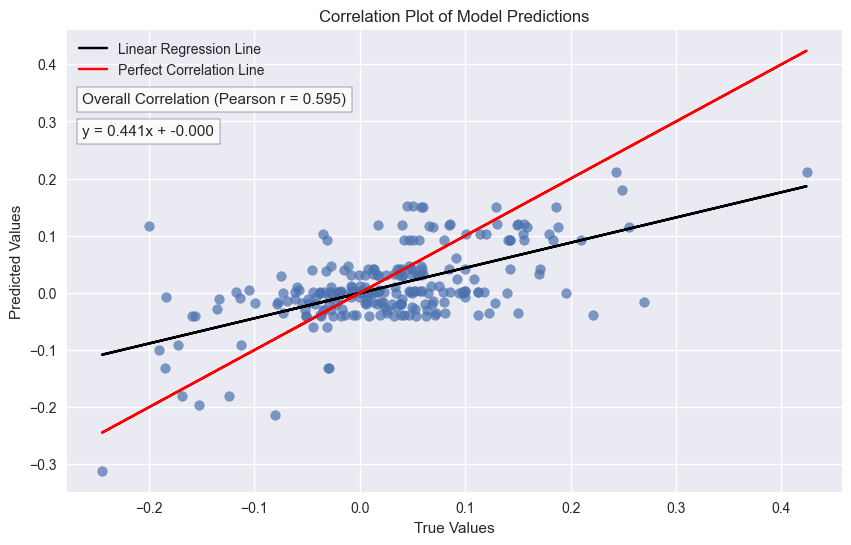 Correlation Plot of Model Predictions
Linear Regression Line
Perfect Correlation Line
Overall Correlation (Pearson r = 0.595)
y = 0.441x + -0.000
0.4
0.3
0.2
0.1
0.0
−0.1
−0.2
−0.3
Predicted Values
−0.2 −0.1 0.0 0.1 0.2 0.3 0.4
True Values